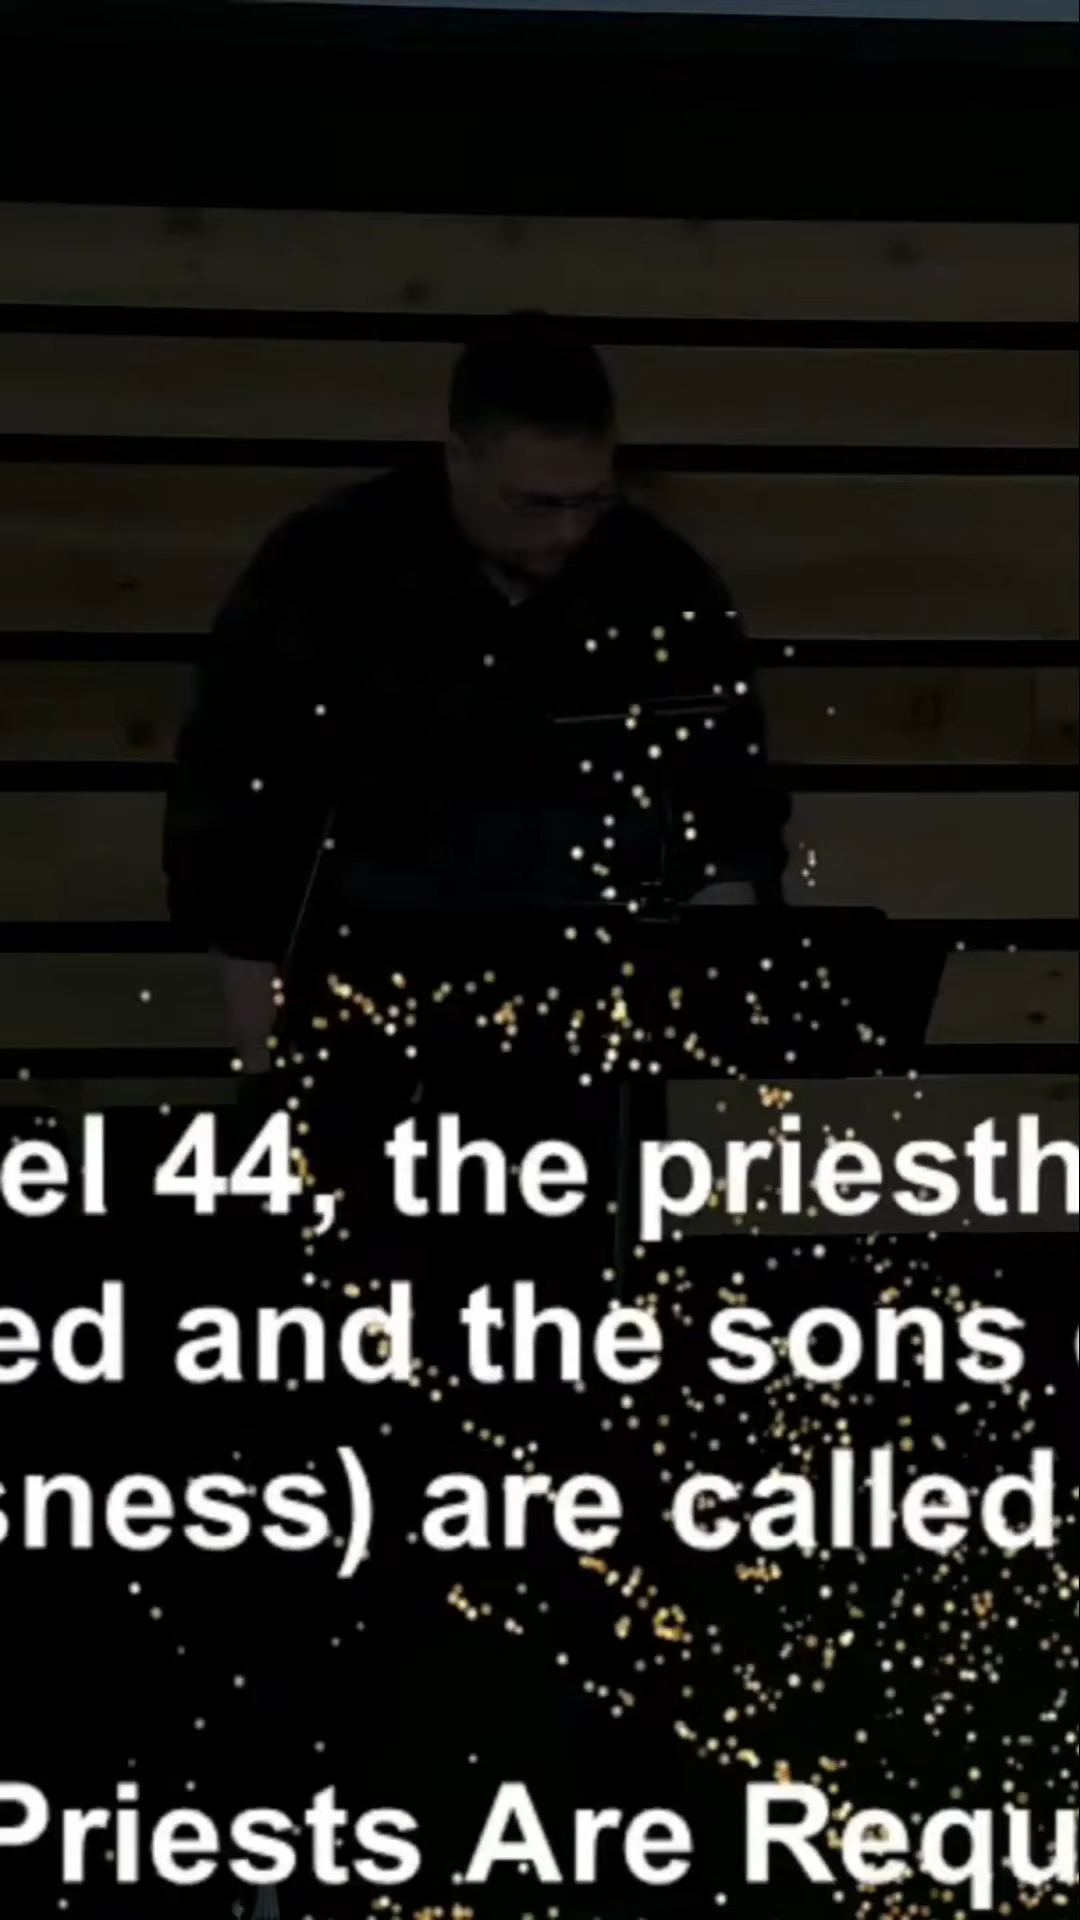 el 44, the priesth
ed and the sons
sness) are called
Priests Are Requ